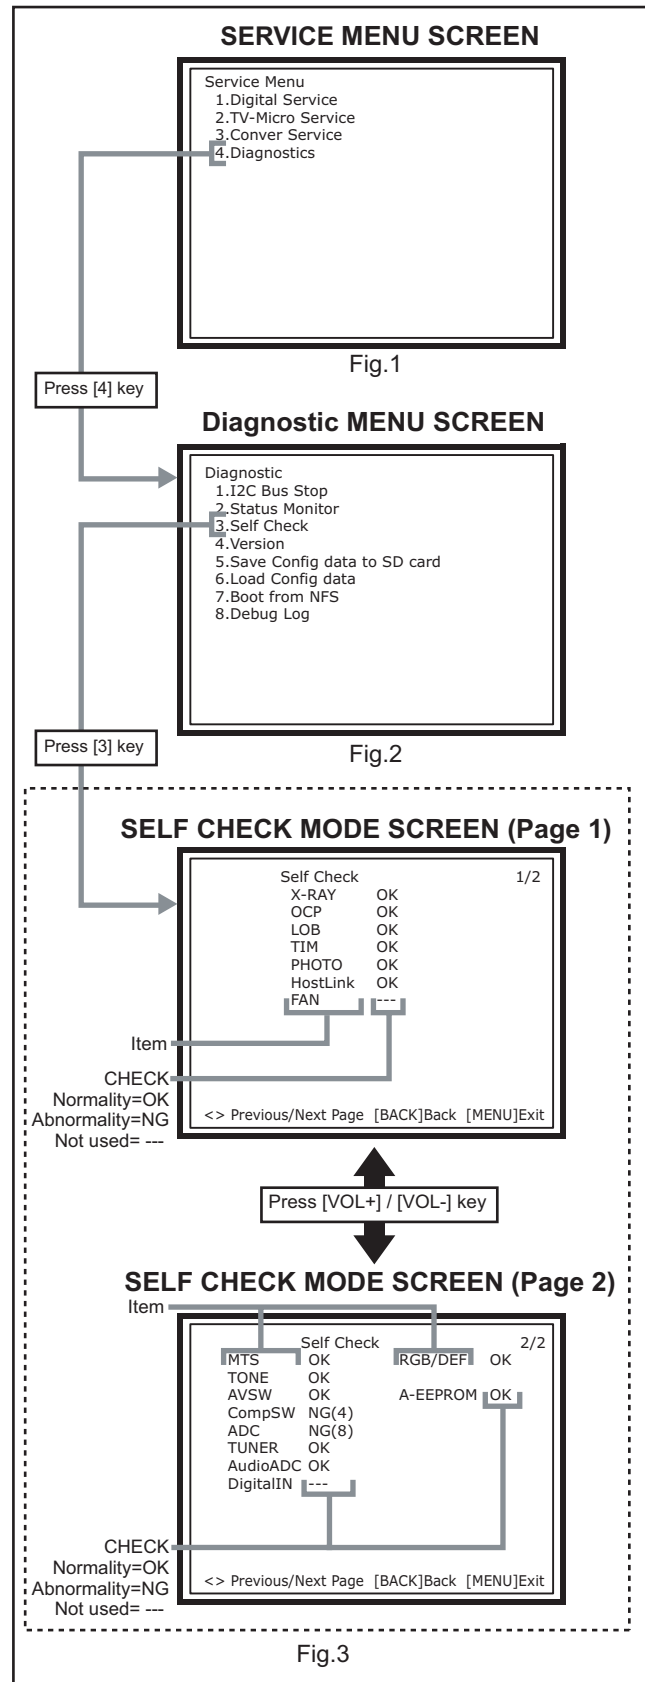 SERVICE MENU SCREEN
Service Menu
1.Digital Service
2.TV-Micro Service
3.Conver Service
4.Diagnostics
Fig.1
Press [4] key
Diagnostic MENU SCREEN
Diagnostic
1.I2C Bus Stop
2.Status Monitor
3.Self Check
4.Version
5.Save Config data to SD card
6.Load Config data
7.Boot from NFS
8.Debug Log
Press [3] key
Fig.2
SELF CHECK MODE SCREEN (Page 1)
Self Check 1/2
X-RAY OK
OCP OK
LOB OK
TIM OK
PHOTO OK
HostLink OK
FAN ---
Item
CHECK
Normality=OK
Abnormality=NG
Not used= ---
<> Previous/Next Page [BACK]Back [MENU]Exit
Press [VOL+] / [VOL-] key
SELF CHECK MODE SCREEN (Page 2)
Item
Self Check 2/2
MTS OK RGB/DEF OK
TONE OK
AVSW OK A-EEPROM OK
CompSW NG(4)
ADC NG(8)
TUNER OK
AudioADC OK
DigitalIN ---
CHECK
Normality=OK
Abnormality=NG
Not used= ---
<> Previous/Next Page [BACK]Back [MENU]Exit
Fig.3